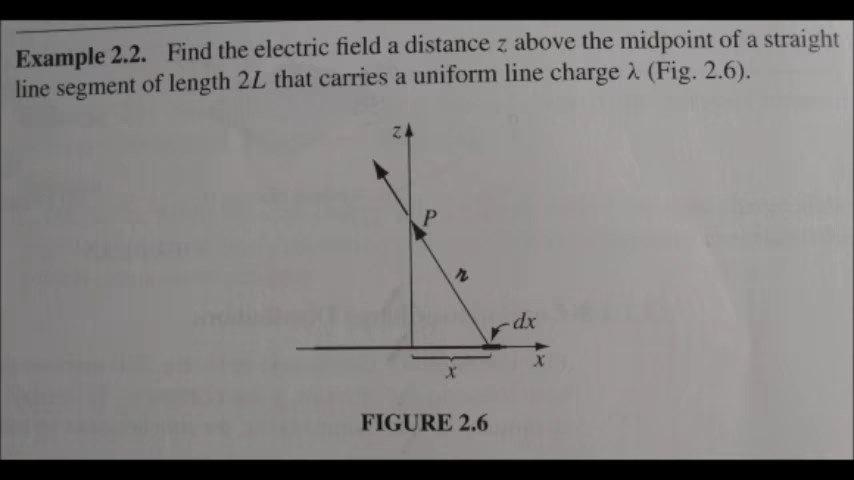 Example 2.2. Find the electric field a distance z above the midpoint of a straight
line segment of length 2L that carries a uniform line charge λ (Fig. 2.6).
z
P
𝓇
dx
x
x
FIGURE 2.6